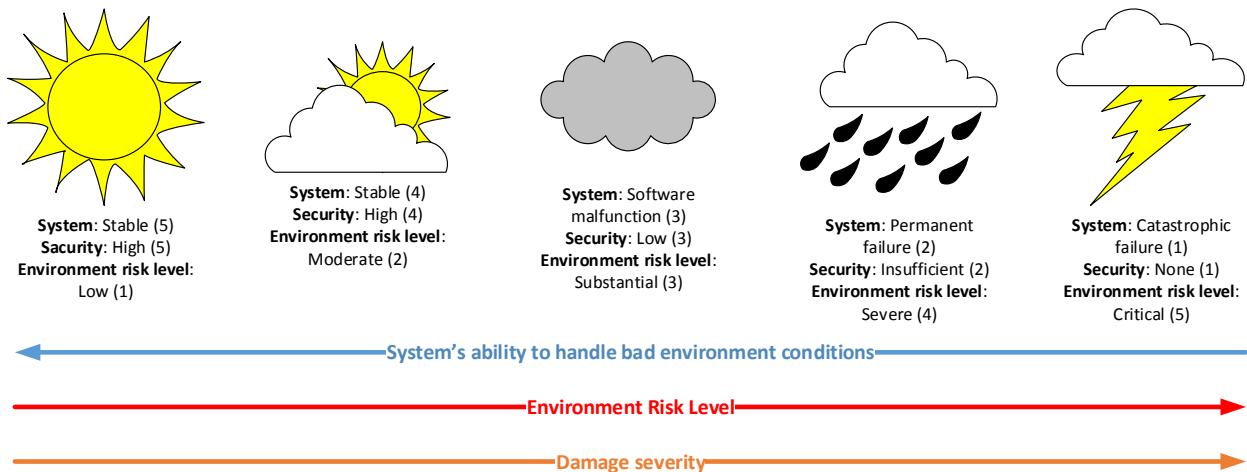 System: Stable (5)
Sacurity: High (5)
Environment risk level:
Low (1)
System: Stable (4)
Security: High (4)
Environment risk level:
Moderate (2)
System: Software
malfunction (3)
Security: Low (3)
Environment risk level:
Substantial (3)
System: Permanent
failure (2)
Security: Insufficient (2)
Environment risk level:
Severe (4)
System: Catastrophic
failure (1)
Security: None (1)
Environment risk level:
Critical (5)
System's ability to handle bad environment conditions
Environment Risk Level
Damage severity